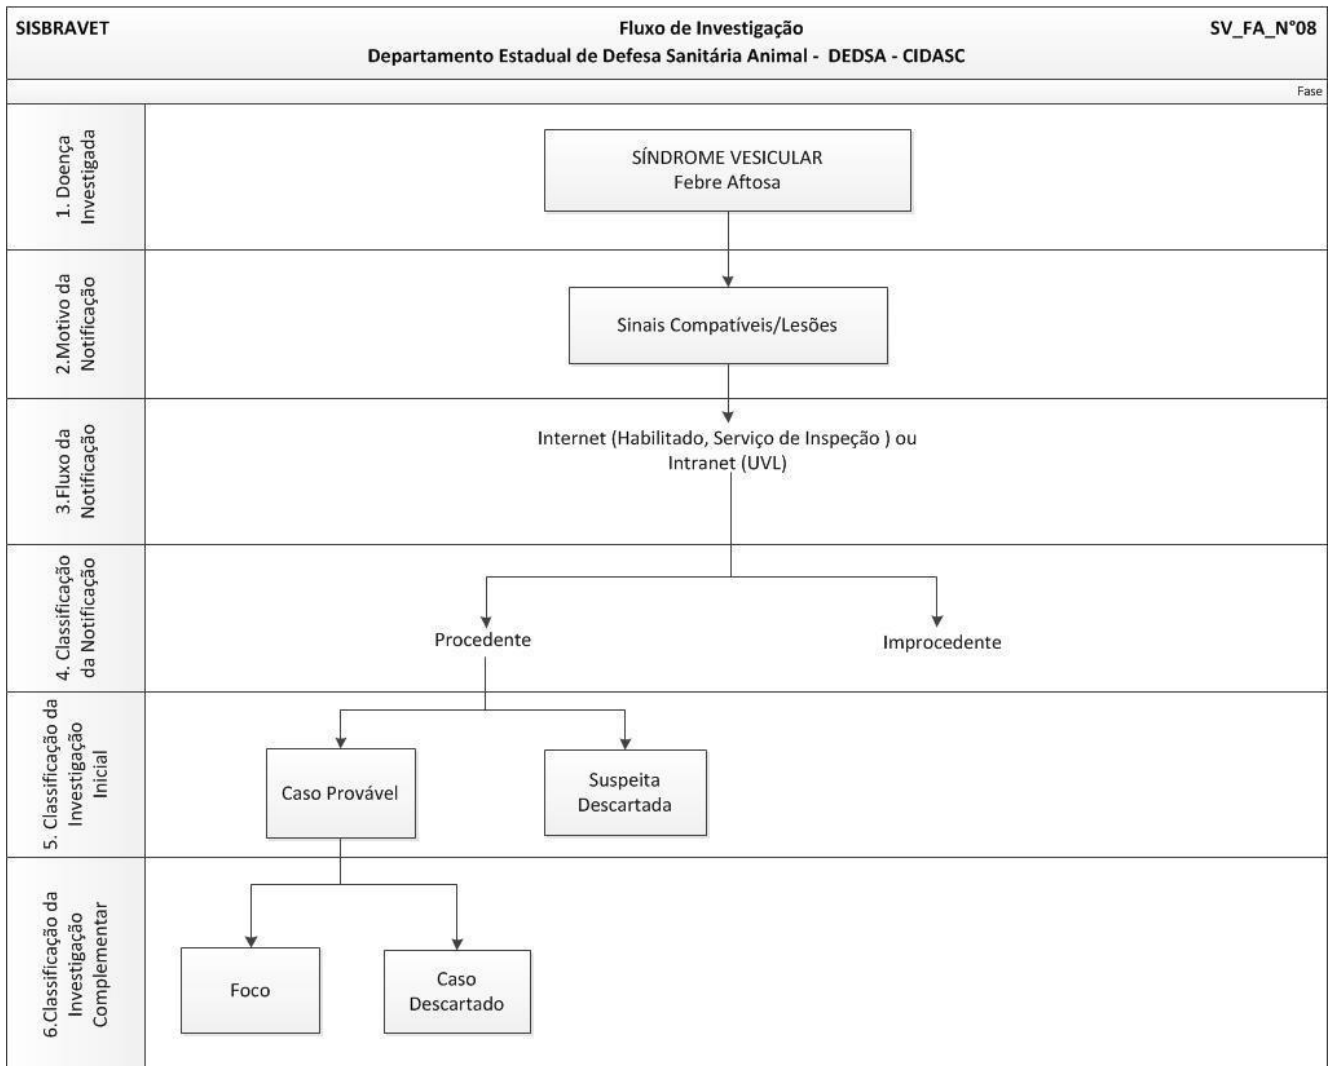 SISBRAVET
Fluxo de Investigação
SV_FA_N°08
Departamento Estadual de Defesa Sanitária Animal - DEDSA - CIDASC
Fase
1. Doença
Investigada
SÍNDROME VESICULAR
Febre Aftosa
2.Motivo da
Notificação
Sinais Compatíveis/Lesões
3.Fluxo da
Notificação
Internet (Habilitado, Serviço de Inspeção ) ou
Intranet (UVL)
4. Classificação
da Notificação
Procedente
Improcedente
5. Classificação da
Investigação
Inicial
Caso Provável
Suspeita
Descartada
6.Classificação da
Investigação
Complementar
Foco
Caso
Descartado